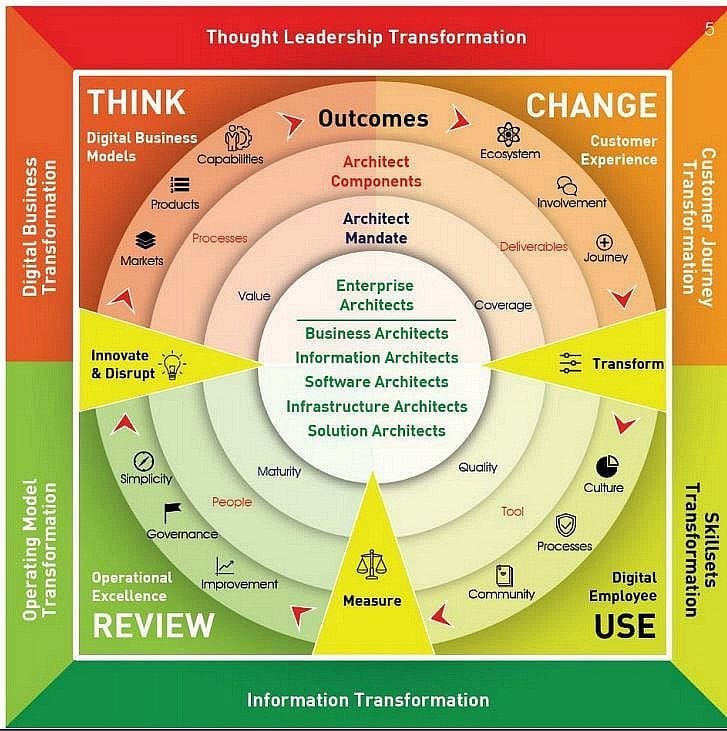 Thought Leadership Transformation
5
THINK
Digital Business
Models
CHANGE
Customer
Experience
Outcomes
Capabilities
Products
Markets
Ecosystem
Involvement
Journey
Architect
Components
Processes
Deliverables
Architect
Mandate
Value
Coverage
Enterprise
Architects
Business Architects
Information Architects
Software Architects
Infrastructure Architects
Solution Architects
Innovate
& Disrupt
Transform
Digital Business
Transformation
Customer Journey
Transformation
Operating Model
Transformation
Skillsets
Transformation
Maturity
Quality
People
Tool
Simplicity
Governance
Improvement
Culture
Processes
Community
Measure
Operational
Excellence
REVIEW
Digital
Employee
USE
Information Transformation